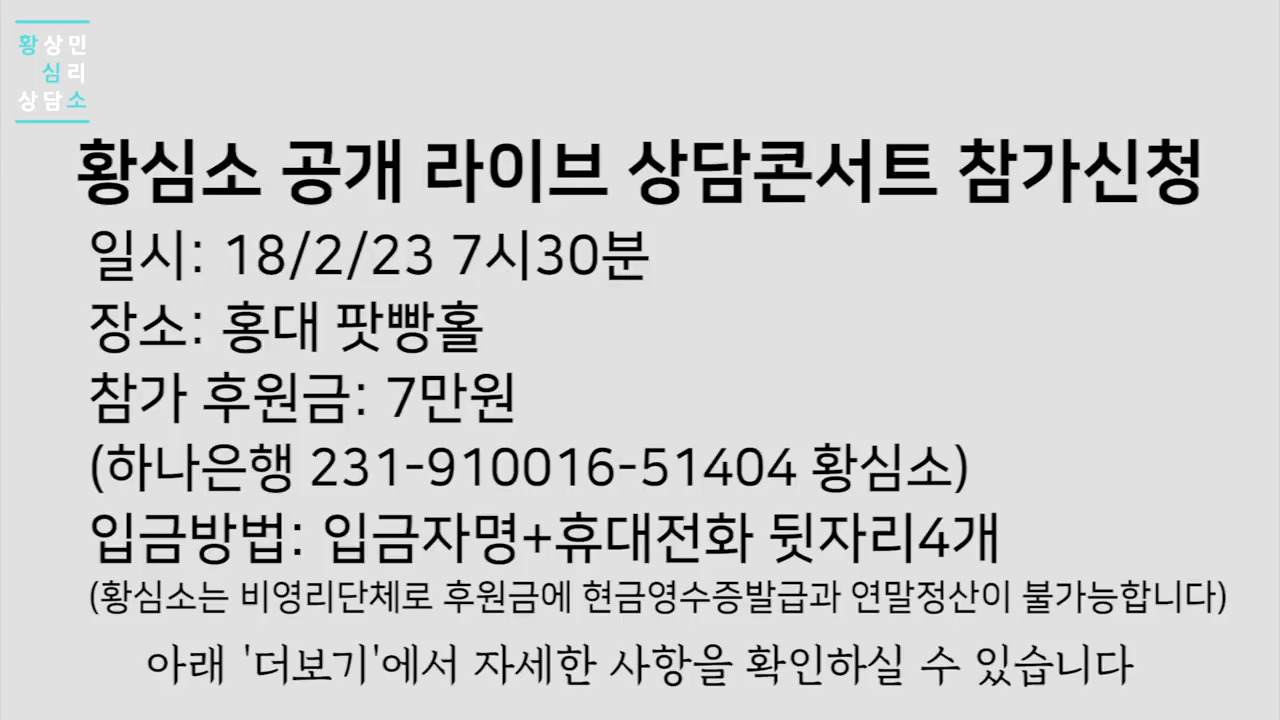 황상민
심리
상담소
황심소 공개 라이브 상담콘서트 참가신청
일시: 18/2/23 7시30분
장소: 홍대 팟빵홀
참가 후원금: 7만원
(하나은행 231-910016-51404 황심소)
입금방법: 입금자명+휴대전화 뒷자리4개
(황심소는 비영리단체로 후원금에 현금영수증발급과 연말정산이 불가능합니다)
아래 '더보기'에서 자세한 사항을 확인하실 수 있습니다